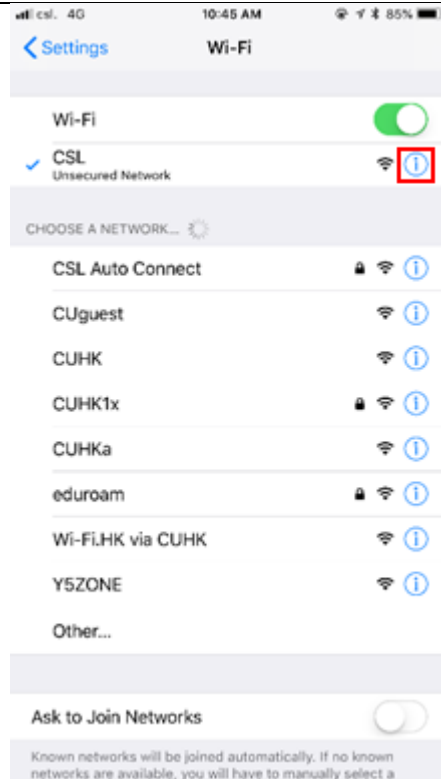 csl. 4G 10:45 AM 85%
Settings Wi-Fi
Wi-Fi
CSL
Unsecured Network
CHOOSE A NETWORK...
CSL Auto Connect
CUguest
CUHK
CUHK1x
CUHKa
eduroam
Wi-Fi.HK via CUHK
Y5ZONE
Other...
Ask to Join Networks
Known networks will be joined automatically. If no known
networks are available, you will have to manually select a